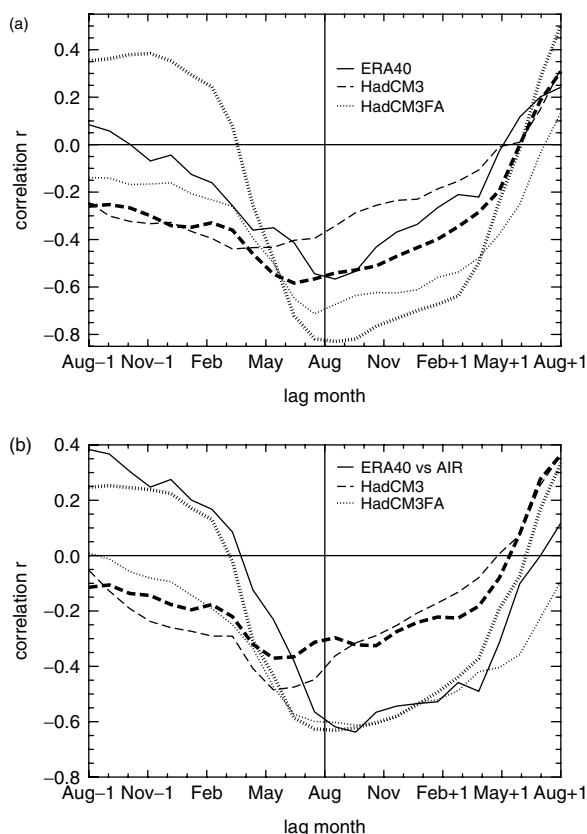 (a)
0.4
0.2
0.0
−0.2
−0.4
−0.6
−0.8
correlation r
ERA40
HadCM3
HadCM3FA
Aug−1 Nov−1 Feb May Aug Nov Feb+1 May+1 Aug+1
lag month
(b)
0.4
0.2
0.0
−0.2
−0.4
−0.6
−0.8
correlation r
ERA40 vs AIR
HadCM3
HadCM3FA
Aug−1 Nov−1 Feb May Aug Nov Feb+1 May+1 Aug+1
lag month